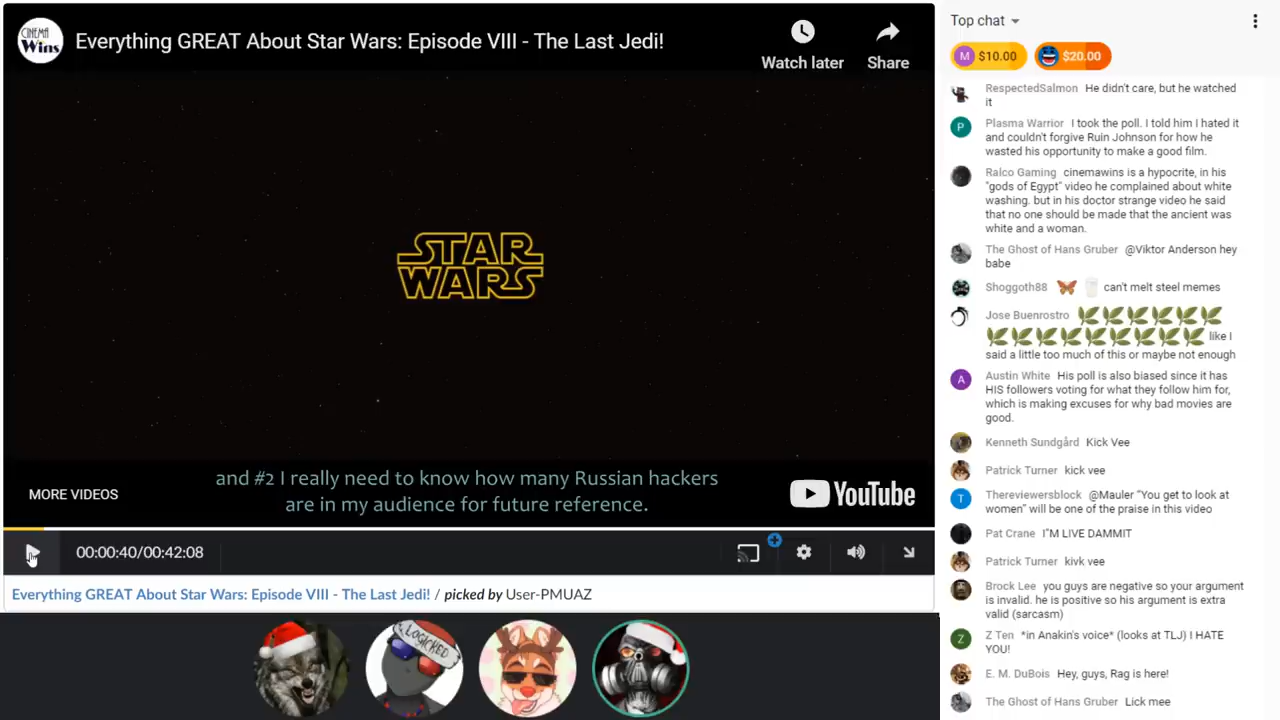 CINEMA
Wins
Everything GREAT About Star Wars: Episode VIII - The Last Jedi!
Watch later
Share
STAR
WARS
and #2 I really need to know how many Russian hackers
are in my audience for future reference.
MORE VIDEOS
YouTube
00:00:40/00:42:08
Everything GREAT About Star Wars: Episode VIII - The Last Jedi! / picked by User-PMUAZ
LOGICKED
Top chat
M $10.00
$20.00
RespectedSalmon He didn't care, but he watched
it
P Plasma Warrior I took the poll. I told him I hated it
and couldn't forgive Ruin Johnson for how he
wasted his opportunity to make a good film.
Ralco Gaming cinemawins is a hypocrite, in his
"gods of Egypt" video he complained about white
washing. but in his doctor strange video he said
that no one should be made that the ancient was
white and a woman.
The Ghost of Hans Gruber @Viktor Anderson hey
babe
Shoggoth88 can't melt steel memes
Jose Buenrostro
like I
said a little too much of this or maybe not enough
A Austin White His poll is also biased since it has
HIS followers voting for what they follow him for,
which is making excuses for why bad movies are
good.
Kenneth Sundgård Kick Vee
Patrick Turner kick vee
T Thereviewersblock @Mauler "You get to look at
women" will be one of the praise in this video
Pat Crane I"M LIVE DAMMIT
Patrick Turner kivk vee
Brock Lee you guys are negative so your argument
is invalid. he is positive so his argument is extra
valid (sarcasm)
Z Z Ten *in Anakin's voice* (looks at TLJ) I HATE
YOU!
E. M. DuBois Hey, guys, Rag is here!
The Ghost of Hans Gruber Lick mee